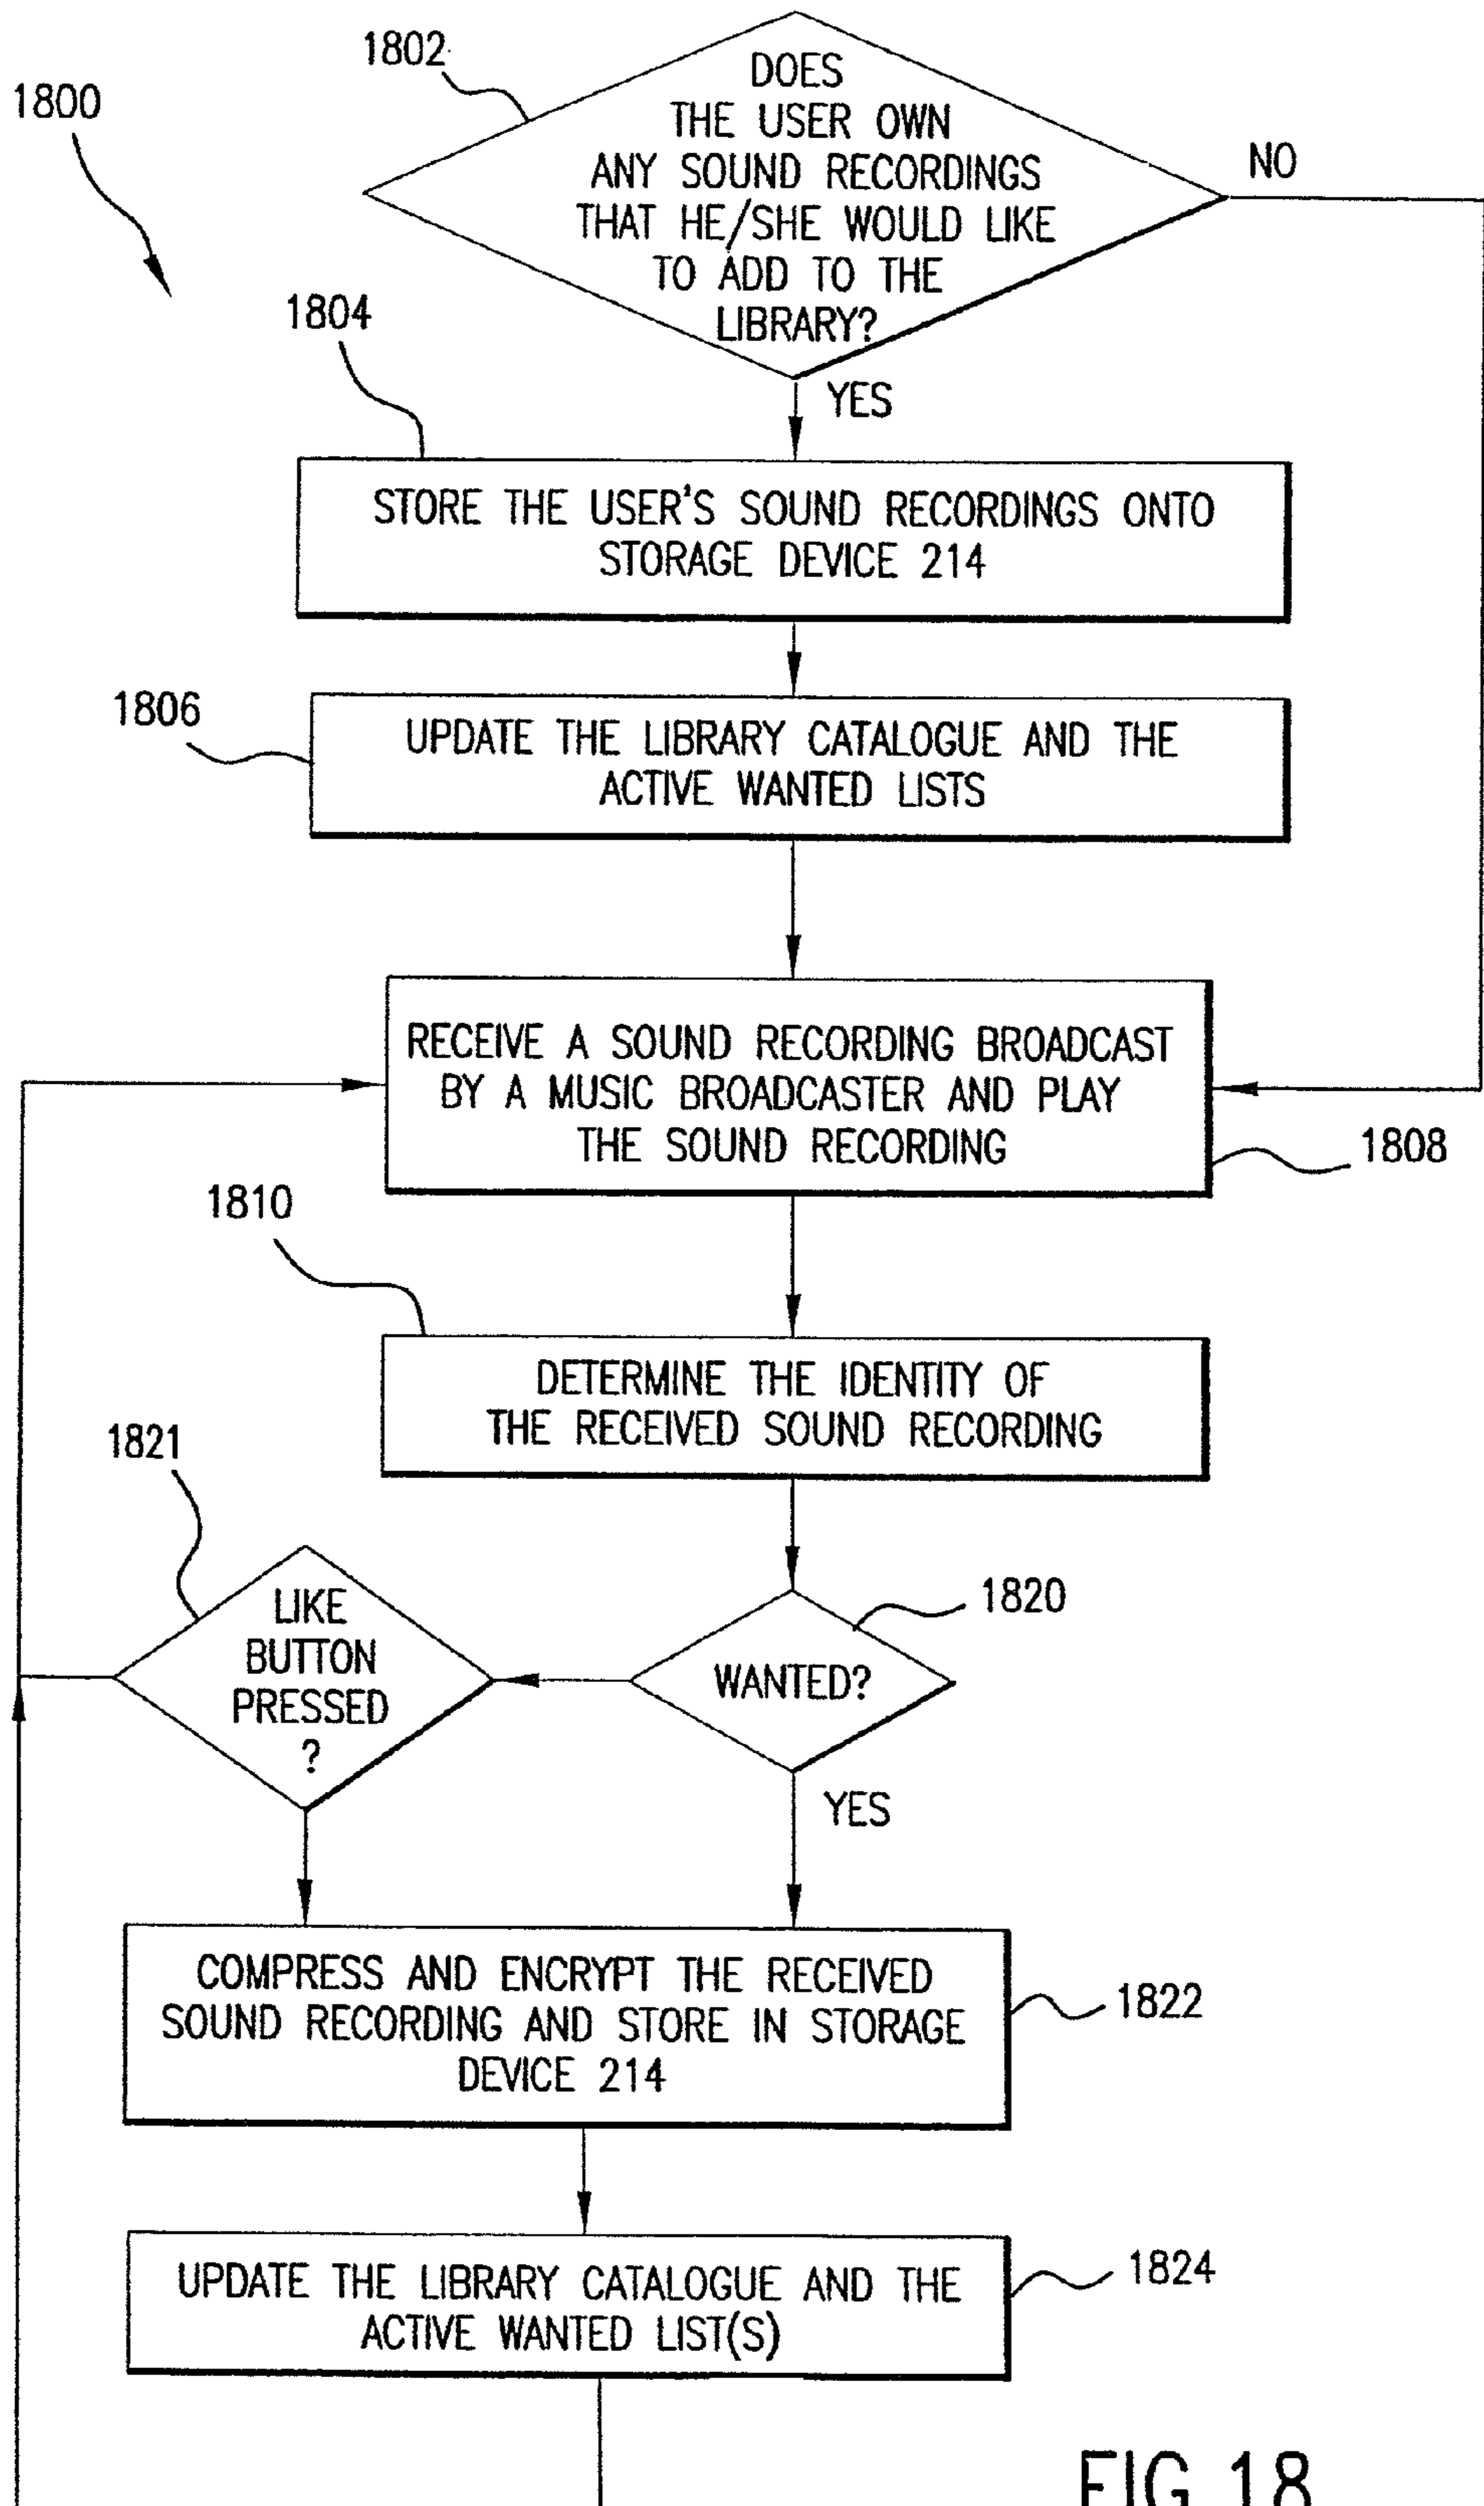 1802
1800
DOES
THE USER OWN
ANY SOUND RECORDINGS
THAT HE/SHE WOULD LIKE
TO ADD TO THE
LIBRARY?
NO
YES
1804
STORE THE USER'S SOUND RECORDINGS ONTO
STORAGE DEVICE 214
1806
UPDATE THE LIBRARY CATALOGUE AND THE
ACTIVE WANTED LISTS
RECEIVE A SOUND RECORDING BROADCAST
BY A MUSIC BROADCASTER AND PLAY
THE SOUND RECORDING
1808
1810
DETERMINE THE IDENTITY OF
THE RECEIVED SOUND RECORDING
1821
LIKE
BUTTON
PRESSED
?
1820
WANTED?
YES
COMPRESS AND ENCRYPT THE RECEIVED
SOUND RECORDING AND STORE IN STORAGE
DEVICE 214
1822
UPDATE THE LIBRARY CATALOGUE AND THE
ACTIVE WANTED LIST(S)
1824
FIG 18